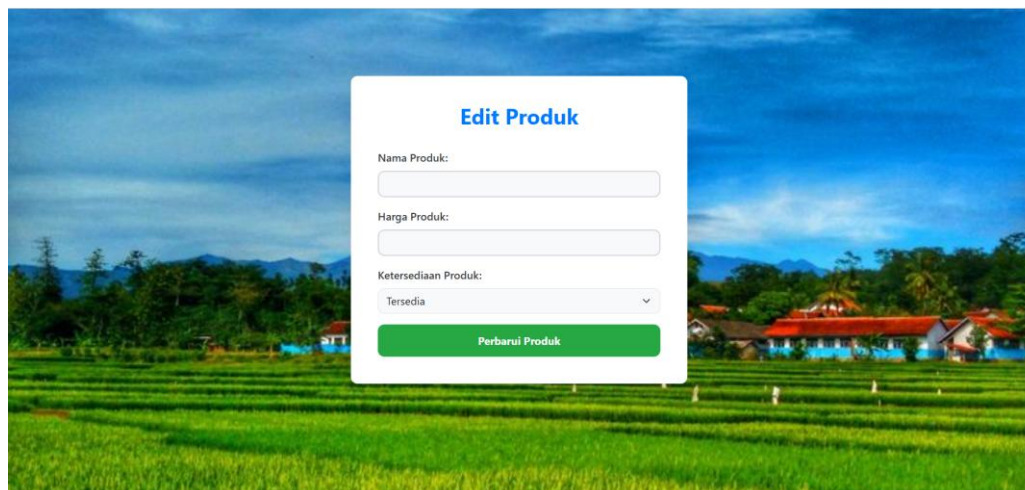 Edit Produk
Nama Produk:
Harga Produk:
Ketersediaan Produk:
Tersedia
Perbarui Produk